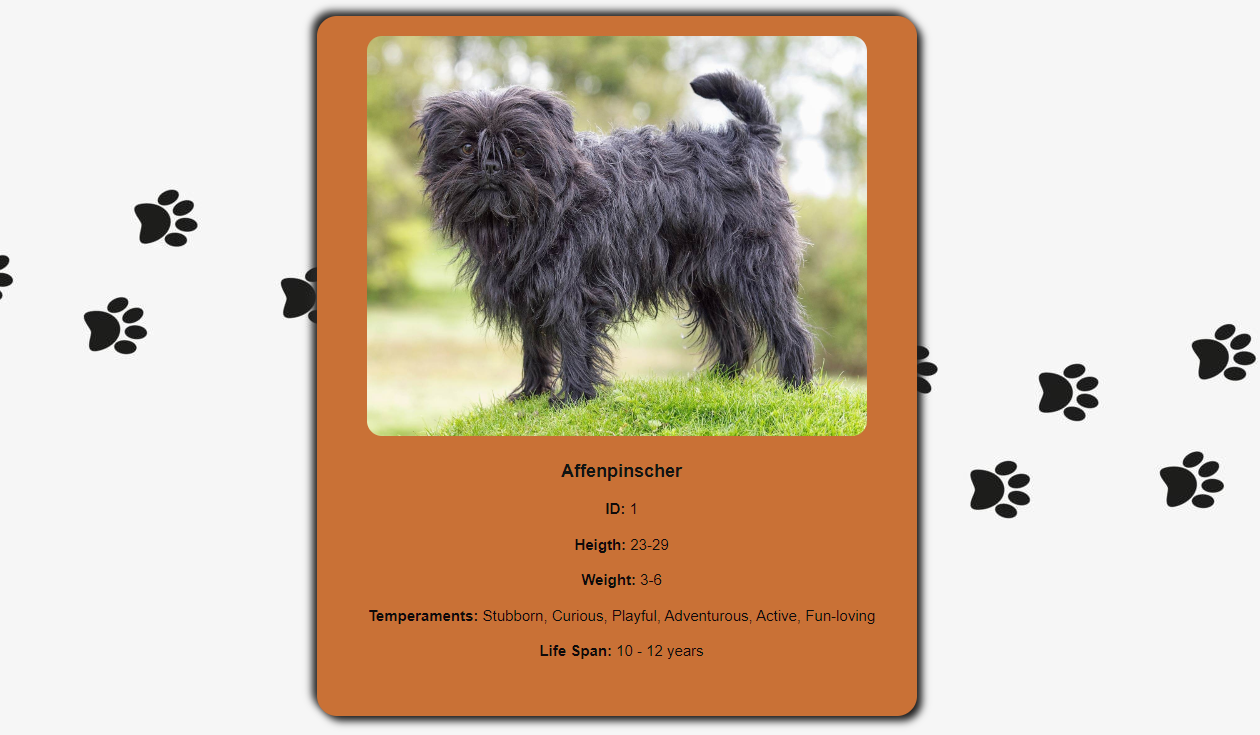 Affenpinscher
ID: 1
Heigth: 23-29
Weight: 3-6
Temperaments: Stubborn, Curious, Playful, Adventurous, Active, Fun-loving
Life Span: 10 - 12 years